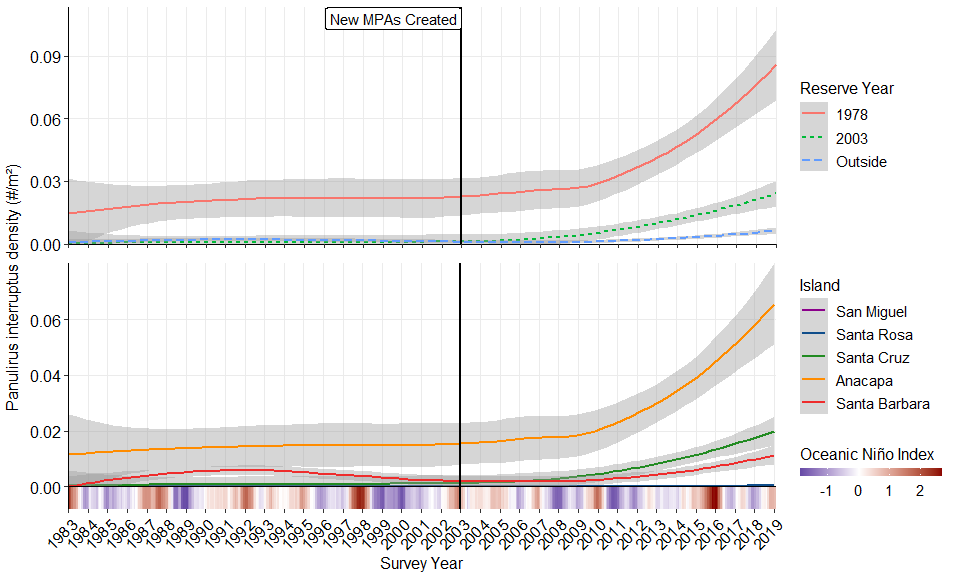 New MPAs Created
0.09
0.06
0.03
0.00
Reserve Year
1978
2003
Outside
Panulirus interruptus density (#/m²)
0.06
0.04
0.02
0.00
Island
San Miguel
Santa Rosa
Santa Cruz
Anacapa
Santa Barbara
Oceanic Niño Index
-1 0 1 2
1983 1984 1985 1986 1987 1988 1989 1990 1991 1992 1993 1994 1995 1996 1997 1998 1999 2000 2001 2002 2003 2004 2005 2006 2007 2008 2009 2010 2011 2012 2013 2014 2015 2016 2017 2018 2019
Survey Year